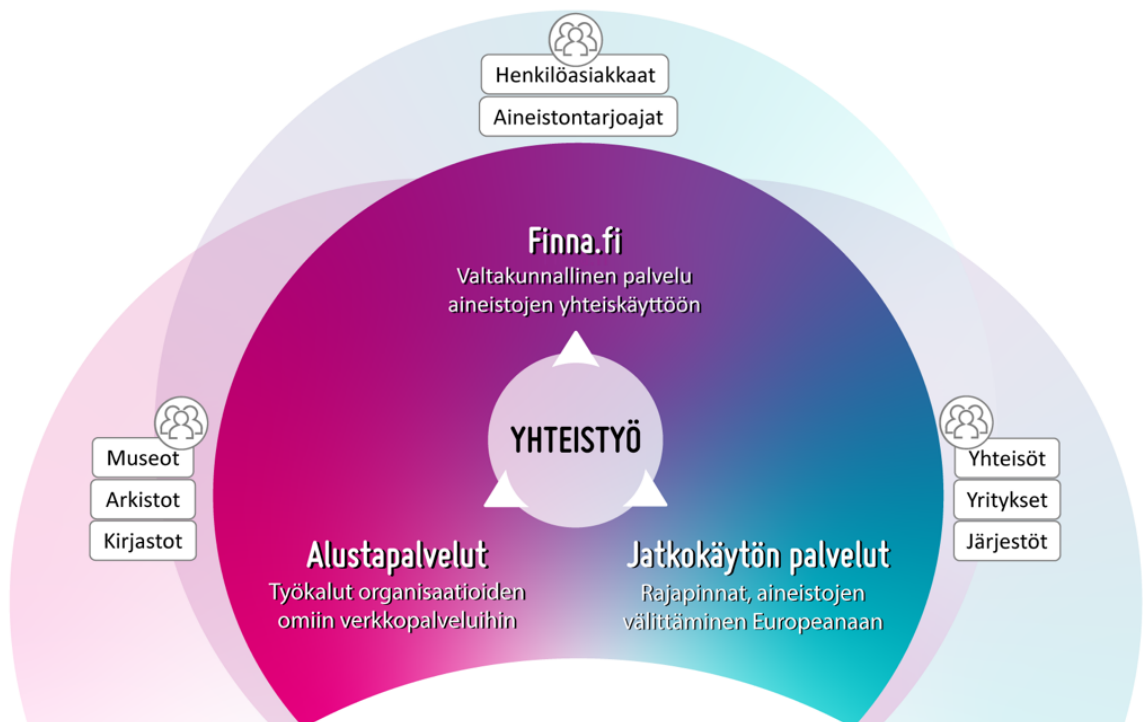 Henkilöasiakkaat
Aineistontarjoajat
Finna.fi
Valtakunnallinen palvelu
aineistojen yhteiskäyttöön
YHTEISTYÖ
Museot
Arkistot
Kirjastot
Yhteisöt
Yritykset
Järjestöt
Alustapalvelut
Työkalut organisaatioiden
omiin verkkopalveluihin
Jatkokäytön palvelut
Rajapinnat, aineistojen
välittäminen Europeanaan